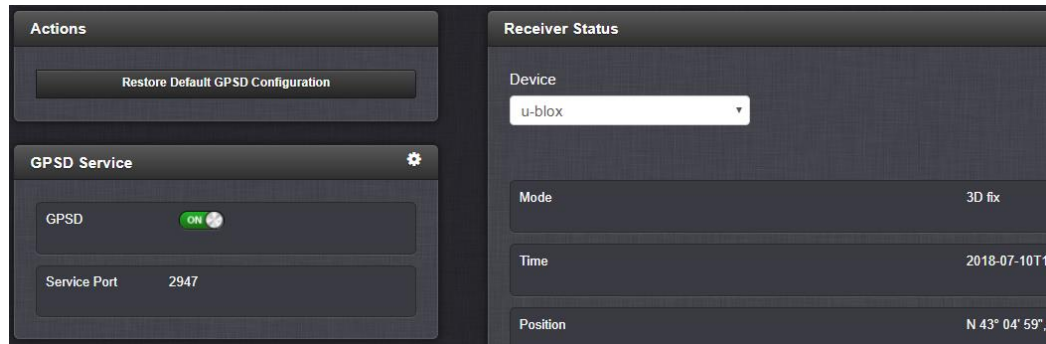 Actions
Restore Default GPSD Configuration
GPSD Service
GPSD
ON
Service Port 2947
Receiver Status
Device
u-blox
Mode 3D fix
Time 2018-07-10T1
Position N 43° 04' 59",